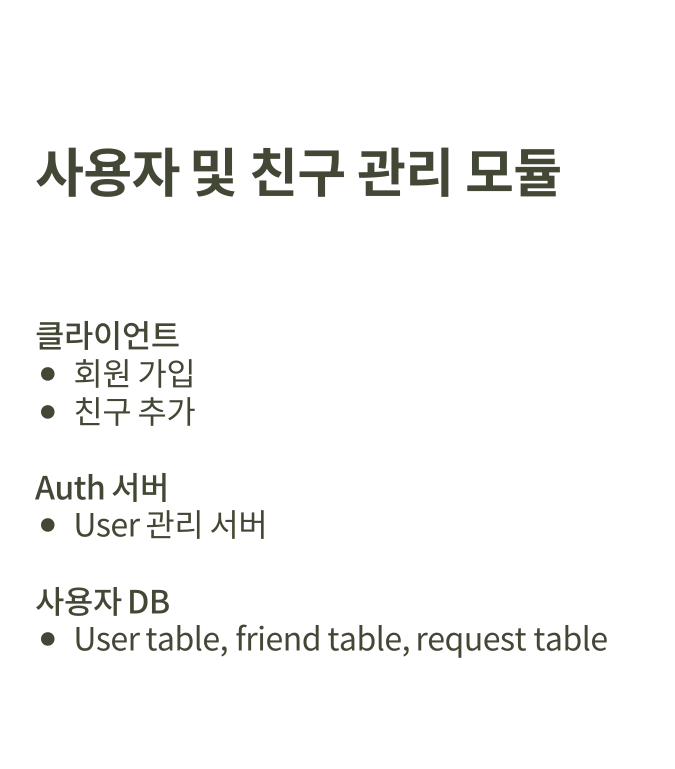 사용자 및 친구 관리 모듈
클라이언트
● 회원 가입
● 친구 추가
Auth 서버
● User 관리 서버
사용자 DB
● User table, friend table, request table